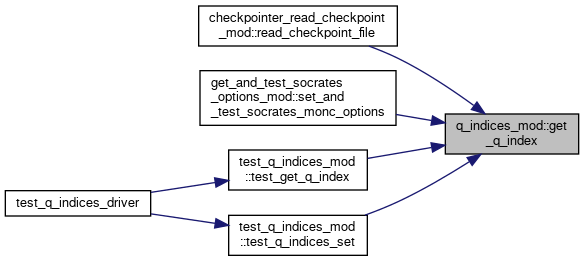 checkpointer_read_checkpoint
_mod::read_checkpoint_file
get_and_test_socrates
_options_mod::set_and
_test_socrates_monc_options
q_indices_mod::get
_q_index
test_q_indices_mod
::test_get_q_index
test_q_indices_driver
test_q_indices_mod
::test_q_indices_set